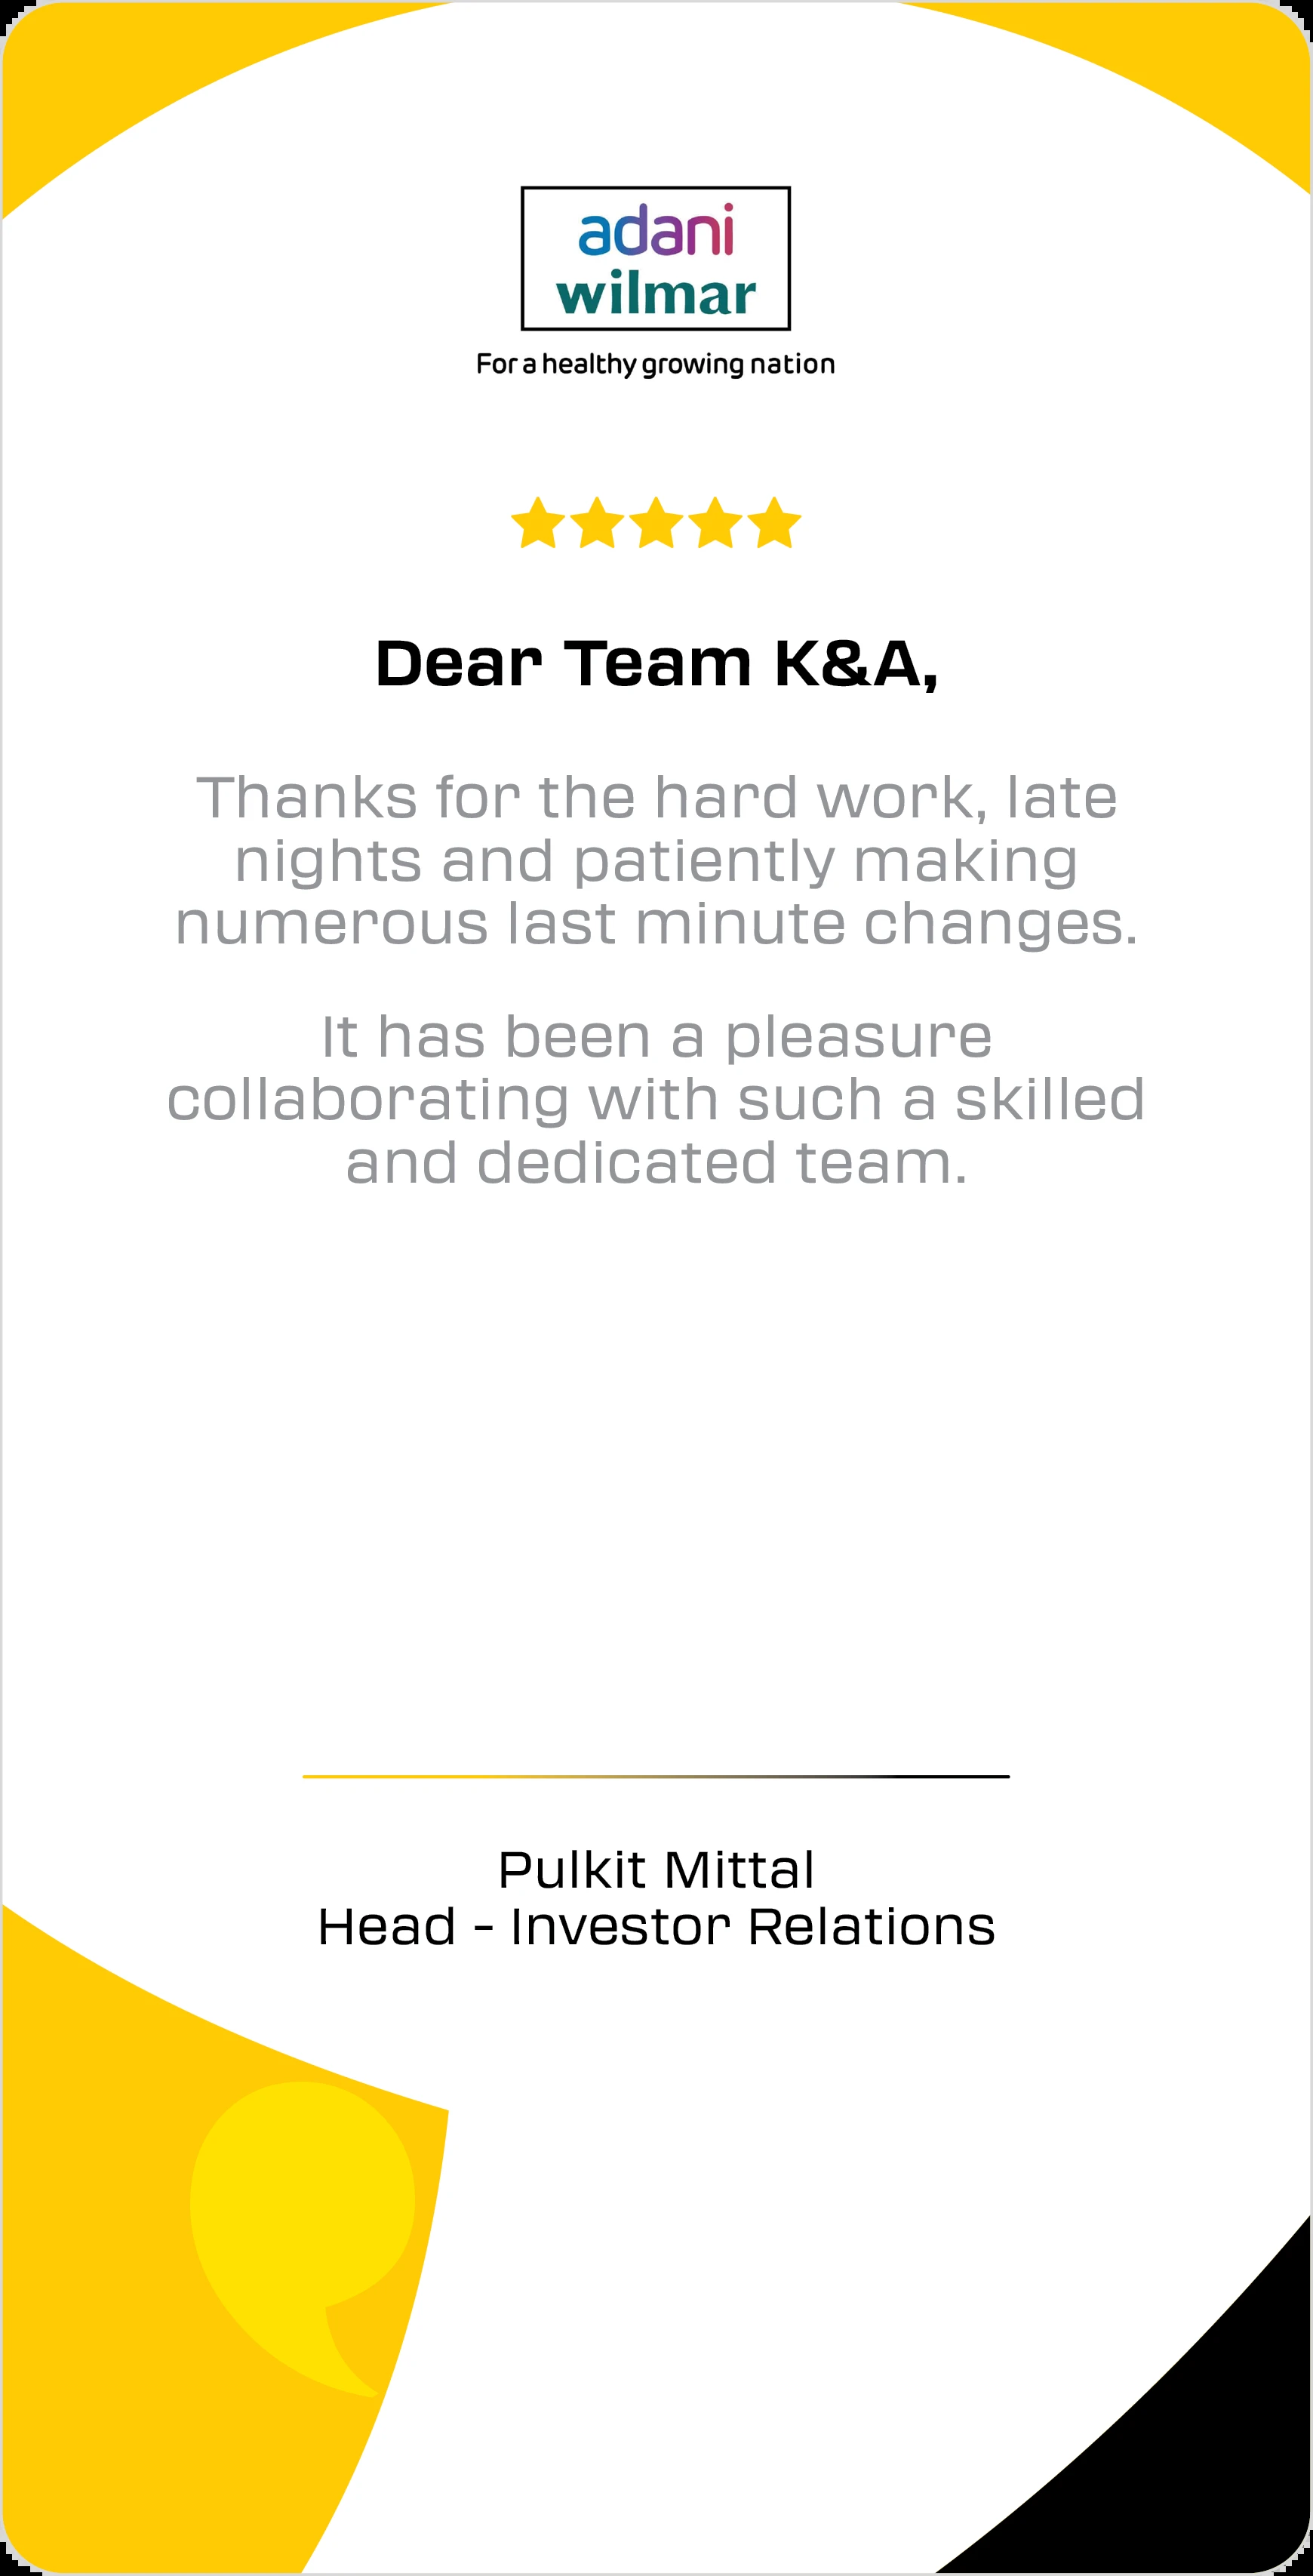 adani
wilmar
For a healthy growing nation
Dear Team K&A,
Thanks for the hard work, late
nights and patiently making
numerous last minute changes.
It has been a pleasure
collaborating with such a skilled
and dedicated team.
Pulkit Mittal
Head - Investor Relations